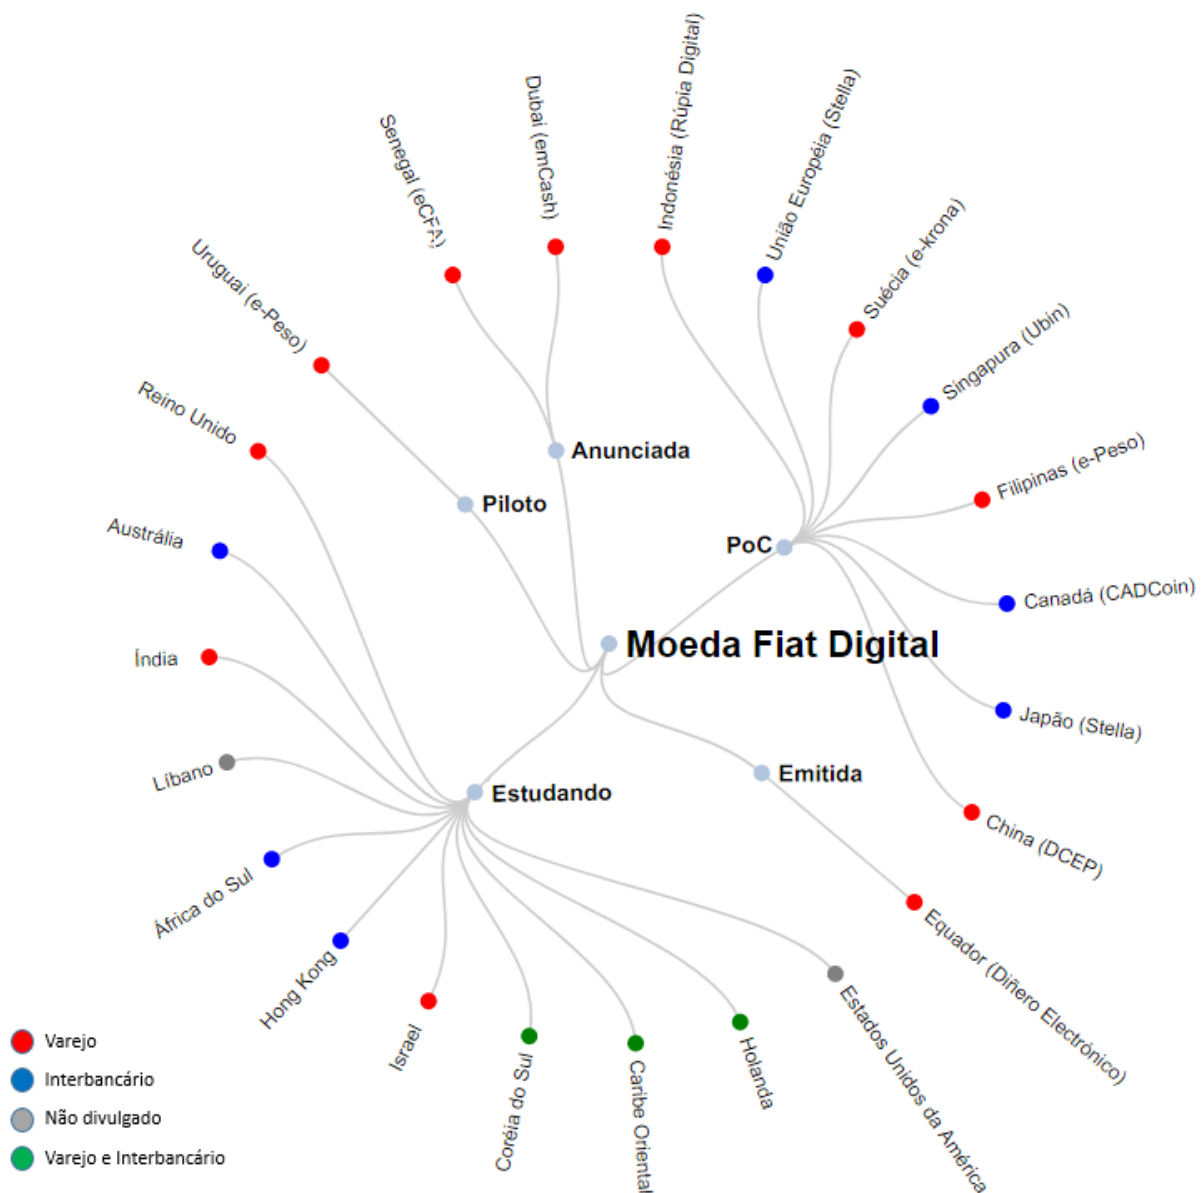 Senegal (eCFA)
Dubai (emCash)
Indonésia (Rúpia Digital)
União Européia (Stella)
Suécia (e-krona)
Singapura (Ubin)
Filipinas (e-Peso)
Canadá (CADCoin)
Japão (Stella)
China (DCEP)
Equador (Diñero Electrónico)
Estados Unidos da América
Holanda
Caribe Oriental
Coréia do Sul
Israel
Hong Kong
África do Sul
Líbano
Índia
Austrália
Reino Unido
Uruguai (e-Peso)
Anunciada
Piloto
PoC
Moeda Fiat Digital
Emitida
Estudando
Varejo
Interbancário
Não divulgado
Varejo e Interbancário